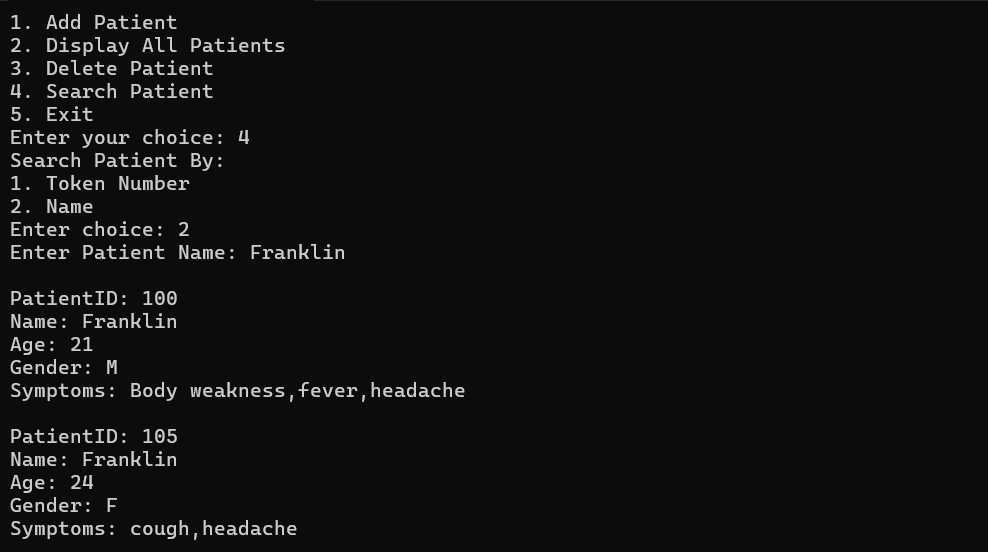 1. Add Patient
2. Display All Patients
3. Delete Patient
4. Search Patient
5. Exit
Enter your choice: 4
Search Patient By:
1. Token Number
2. Name
Enter choice: 2
Enter Patient Name: Franklin
PatientID: 100
Name: Franklin
Age: 21
Gender: M
Symptoms: Body weakness,fever,headache
PatientID: 105
Name: Franklin
Age: 24
Gender: F
Symptoms: cough,headache